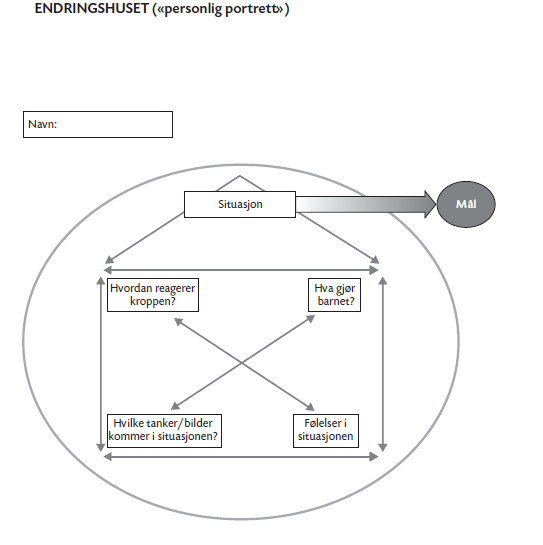 ENDRINGSHUSET («personlig portrett»)
Navn:
Situasjon
Mål
Hvordan reagerer
kroppen?
Hva gjør
barnet?
Hvilke tanker/bilder
kommer i situasjonen?
Følelser i
situasjonen